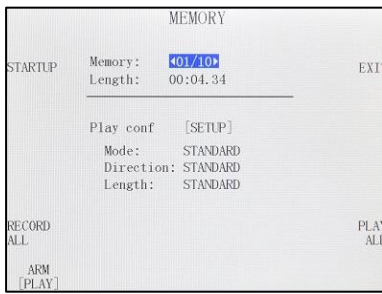 MEMORY
STARTUP
Memory: ◂01/10▸
EXIT
Length: 00:04.34
Play conf [SETUP]
Mode: STANDARD
Direction: STANDARD
Length: STANDARD
RECORD
ALL
PLAY
ALL
ARM
[PLAY]